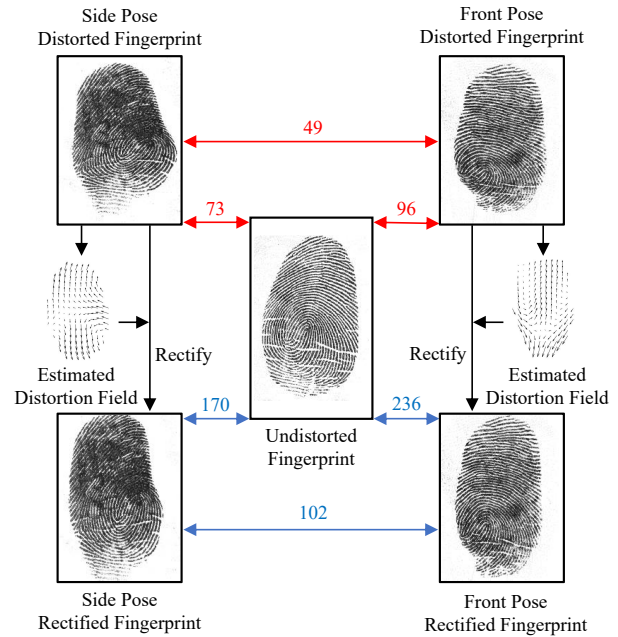 Side Pose
Distorted Fingerprint
Front Pose
Distorted Fingerprint
49
73
96
Rectify
Rectify
Estimated
Distortion Field
Estimated
Distortion Field
170
236
Undistorted
Fingerprint
102
Side Pose
Rectified Fingerprint
Front Pose
Rectified Fingerprint